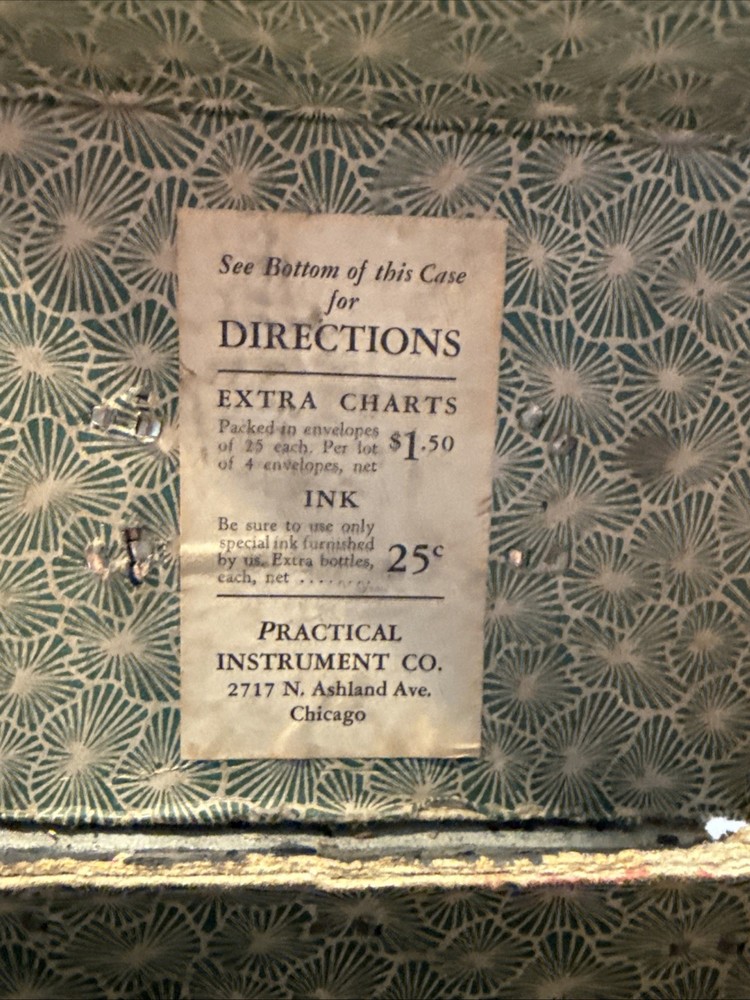 See Bottom of this Case
for
DIRECTIONS
EXTRA CHARTS
Packed in envelopes
of 25 each. Per lot
of 4 envelopes, net
$1.50
INK
Be sure to use only
special ink furnished
by us. Extra bottles,
each, net ........
25c
PRACTICAL
INSTRUMENT CO.
2717 N. Ashland Ave.
Chicago